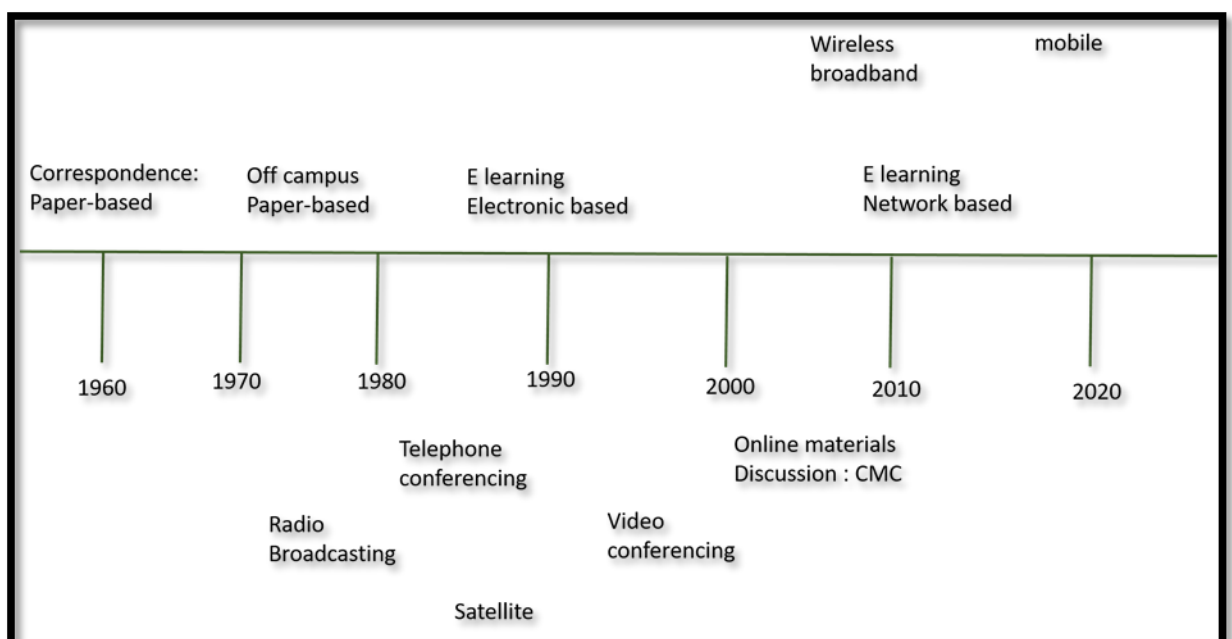 Wireless
broadband
mobile
Correspondence:
Paper-based
Off campus
Paper-based
E learning
Electronic based
E learning
Network based
1960
1970
1980
1990
2000
2010
2020
Telephone
conferencing
Online materials
Discussion : CMC
Radio
Broadcasting
Video
conferencing
Satellite